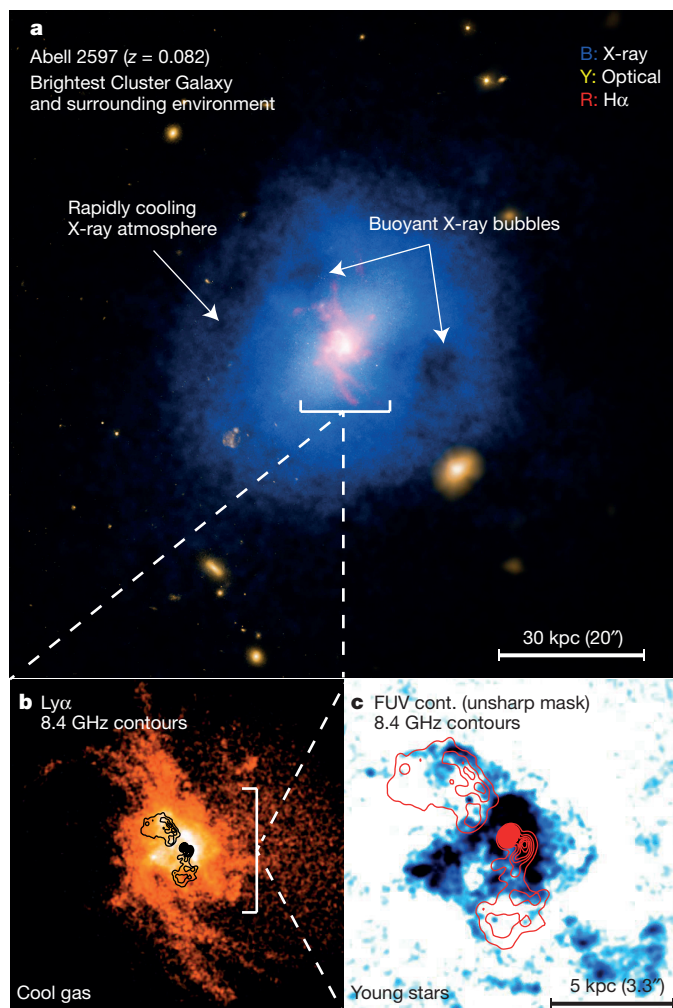 a
Abell 2597 (z = 0.082)
Brightest Cluster Galaxy
and surrounding environment
B: X-ray
Y: Optical
R: Hα
Rapidly cooling
X-ray atmosphere
Buoyant X-ray bubbles
30 kpc (20″)
b Lyα
8.4 GHz contours
Cool gas
c FUV cont. (unsharp mask)
8.4 GHz contours
Young stars
5 kpc (3.3″)